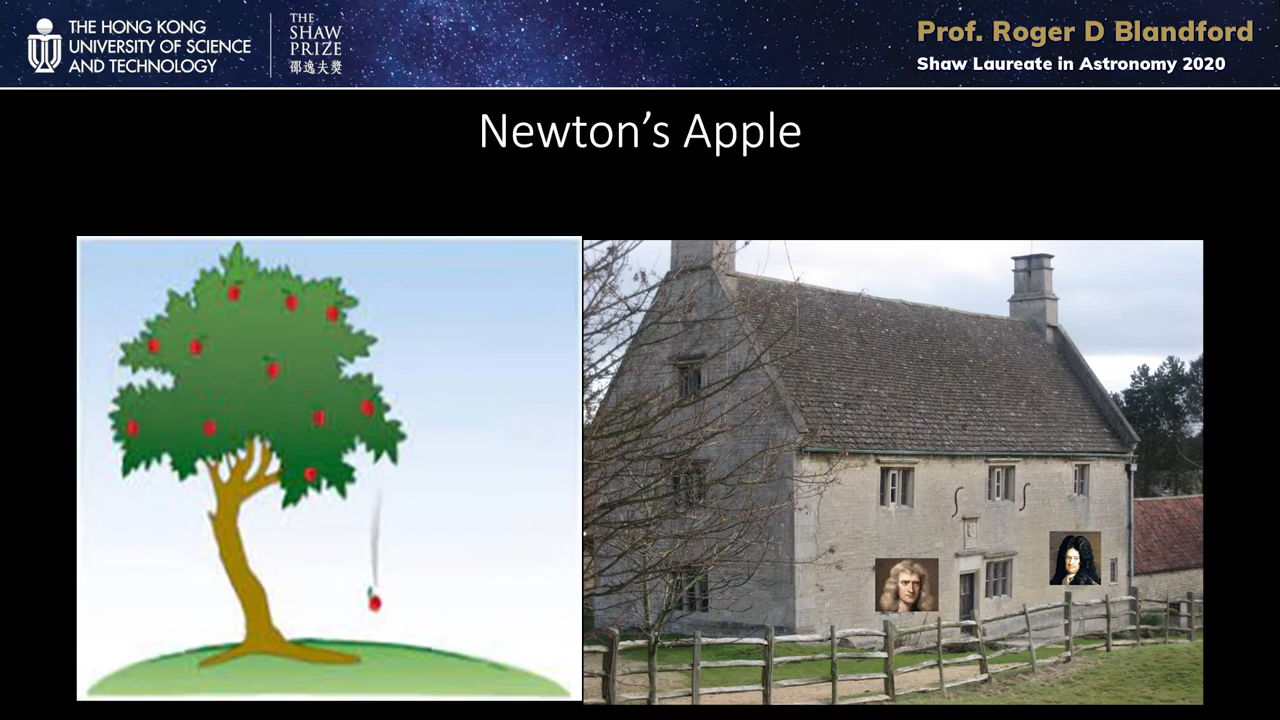 THE HONG KONG
UNIVERSITY OF SCIENCE
AND TECHNOLOGY
THE
SHAW
PRIZE
邵逸夫獎
Prof. Roger D Blandford
Shaw Laureate in Astronomy 2020
Newton’s Apple